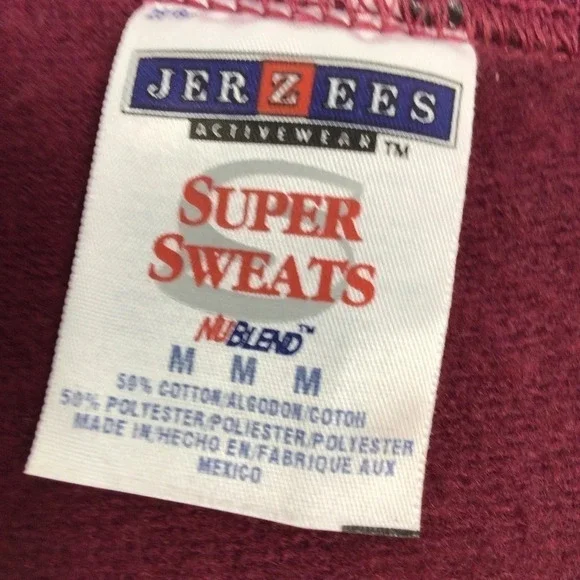 JERZEES
ACTIVEWEAR TM
SUPER
SWEATS
NUBLEND™
M M M
50% COTTON/ALGODON/COTON
50% POLYESTER/POLIESTER/POLYESTER
MADE IN/HECHO EN/FABRIQUE AUX
MEXICO